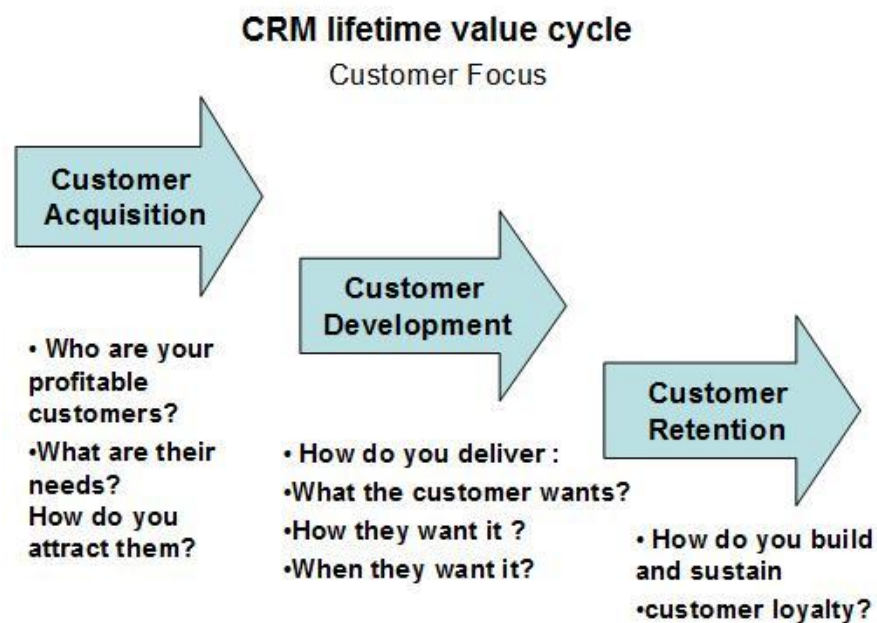 CRM lifetime value cycle
Customer Focus
Customer
Acquisition
• Who are your
profitable
customers?
•What are their
needs?
How do you
attract them?
Customer
Development
• How do you deliver :
•What the customer wants?
•How they want it ?
•When they want it?
Customer
Retention
• How do you build
and sustain
•customer loyalty?